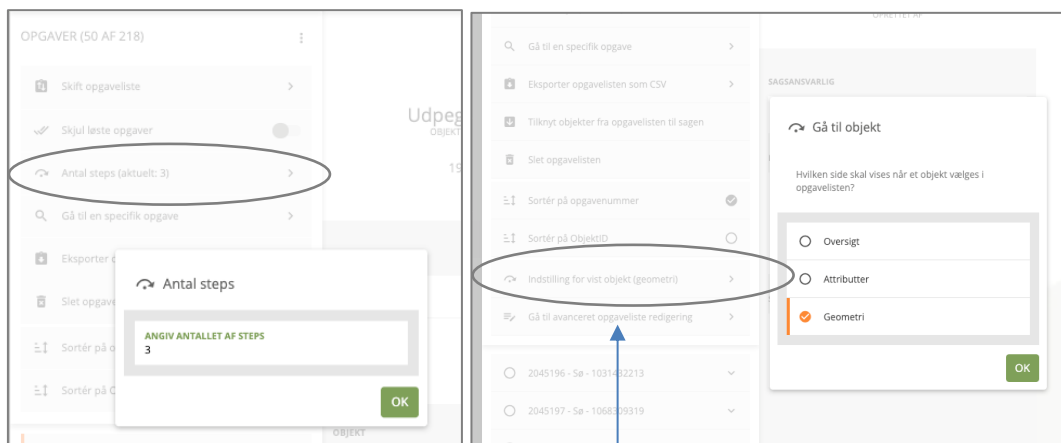 OPGAVER (50 AF 218)
Skift opgaveliste
Skjul løste opgaver
Antal steps (aktuelt: 3)
Gå til en specifik opgave
Eksporter
Slet opgave
Sortér på o
Sortér på O
Udpeg
OBJEKT
19
Antal steps
ANGIV ANTALLET AF STEPS
3
OK
OBJEKT
OPRETTET AF
Gå til en specifik opgave
Eksporter opgavelisten som CSV
Tilknyt objekter fra opgavelisten til sagen
Slet opgavelisten
Sortér på opgavenummer
Sortér på ObjektID
Indstilling for vist objekt (geometri)
Gå til avanceret opgaveliste redigering
2045196 - Sø - 1031432213
2045197 - Sø - 1068309319
SAGSANSVARLIG
Gå til objekt
Hvilken side skal vises når et objekt vælges i
opgavelisten?
Oversigt
Attributter
Geometri
OK